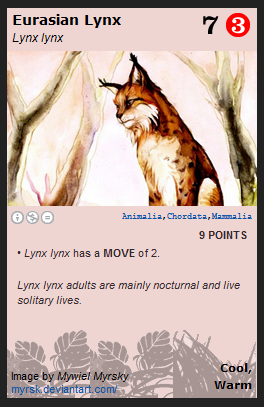 Eurasian Lynx
Lynx lynx
7 3
Animalia,Chordata,Mammalia
9 POINTS
• Lynx lynx has a MOVE of 2.
Lynx lynx adults are mainly nocturnal and live
solitary lives.
Image by Mywiel Myrsky
myrsk.deviantart.com/
Cool,
Warm